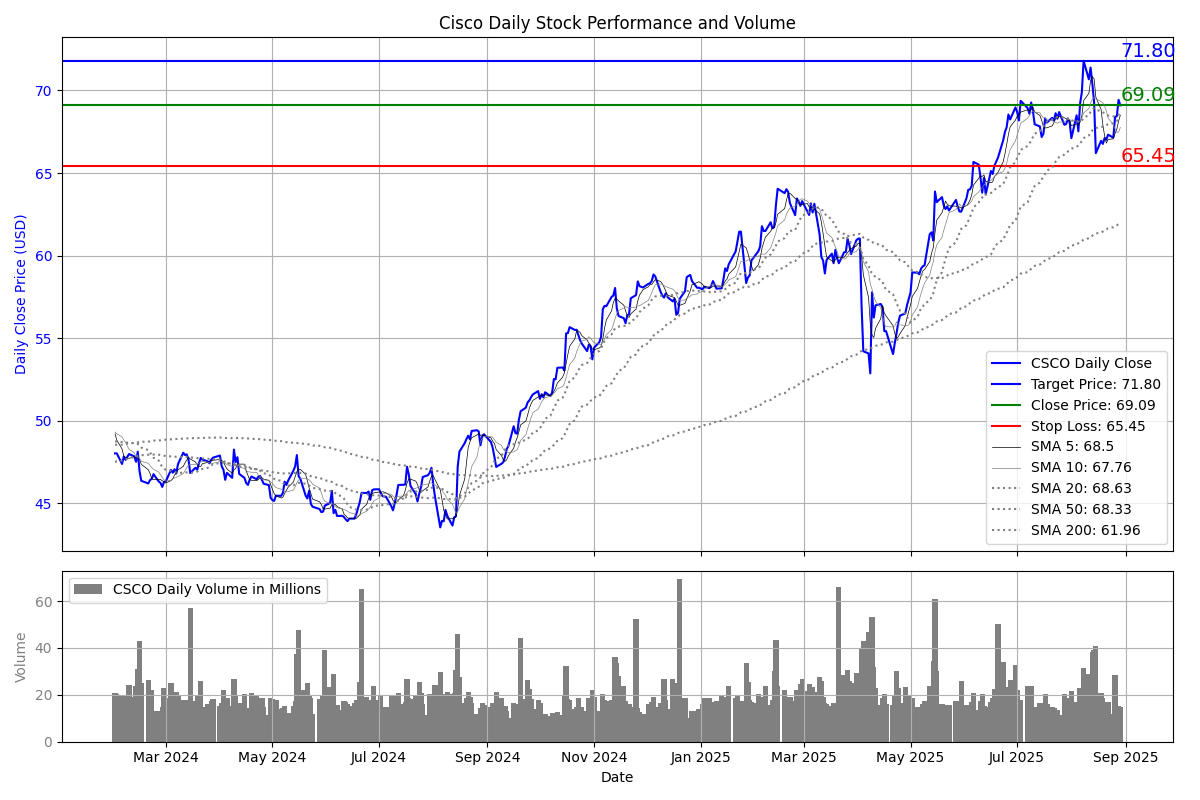 Cisco Daily Stock Performance and Volume
71.80
70
69.09
65.45
65
60
55
50
45
Daily Close Price (USD)
CSCO Daily Close
Target Price: 71.80
Close Price: 69.09
Stop Loss: 65.45
SMA 5: 68.5
SMA 10: 67.76
SMA 20: 68.63
SMA 50: 68.33
SMA 200: 61.96
CSCO Daily Volume in Millions
60
40
20
0
Volume
Mar 2024 May 2024 Jul 2024 Sep 2024 Nov 2024 Jan 2025 Mar 2025 May 2025 Jul 2025 Sep 2025
Date